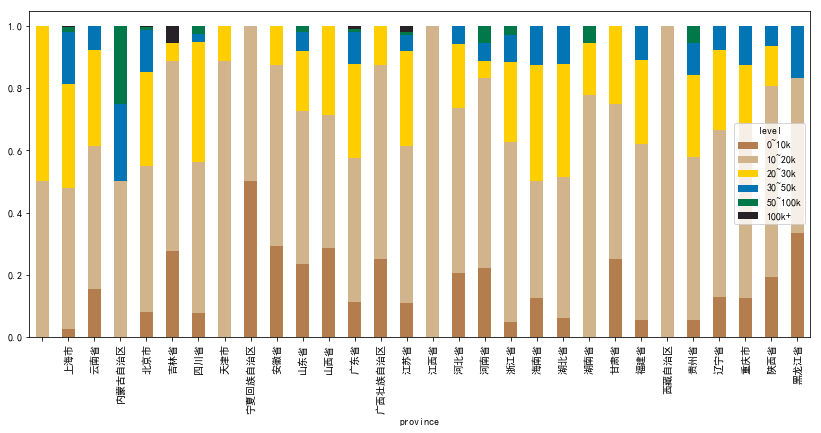 1.0
0.8
0.6
0.4
0.2
0.0
level
0~10k
10~20k
20~30k
30~50k
50~100k
100k+
上海市
云南省
内蒙古自治区
北京市
吉林省
四川省
天津市
宁夏回族自治区
安徽省
山东省
山西省
广东省
广西壮族自治区
江苏省
江西省
河北省
河南省
浙江省
海南省
湖北省
湖南省
甘肃省
福建省
西藏自治区
贵州省
辽宁省
重庆市
陕西省
黑龙江省
province